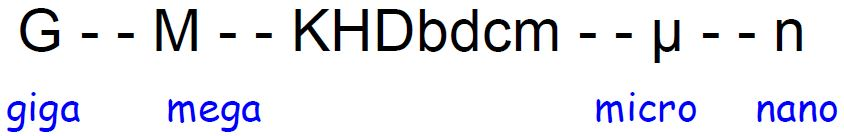 G - - M - - KHDbdcm - - μ - - n
giga mega micro nano